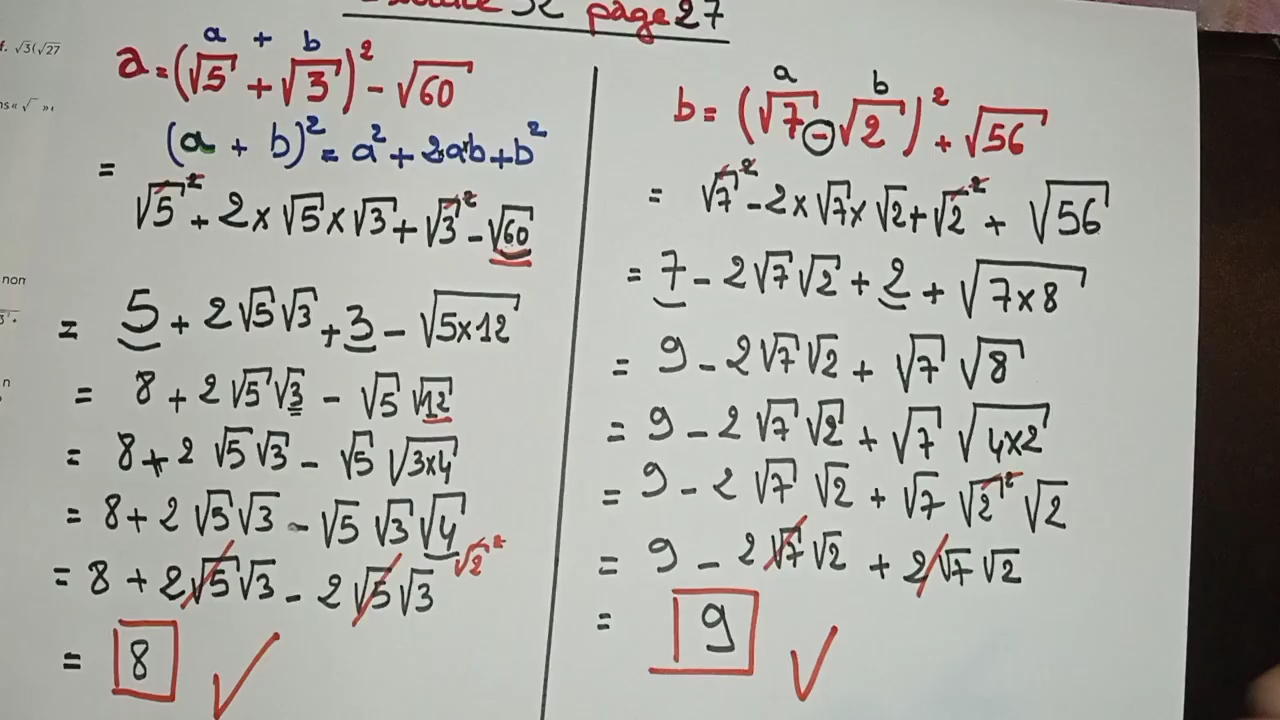 page 27
f. √3(√27
ns « √ » :
non
n
a + b
a = (√5 + √3)² - √60
(a + b)² = a² + 2ab + b²
= √5² + 2 × √5 × √3 + √3² - √60
= 5 + 2√5√3 + 3 - √5×12
= 8 + 2√5√3 - √5 √12
= 8 + 2√5√3 - √5 √3×4
= 8 + 2√5√3 - √5 √3 √4
√2²
= 8 + 2√5√3 - 2√5√3
= 8
a b
b = (√7 - √2)² + √56
= √7² - 2 × √7 × √2 + √2² + √56
= 7 - 2√7√2 + 2 + √7×8
= 9 - 2√7√2 + √7 √8
= 9 - 2√7√2 + √7 √4×2
= 9 - 2√7√2 + √7 √2² √2
= 9 - 2√7√2 + 2√7√2
= 9